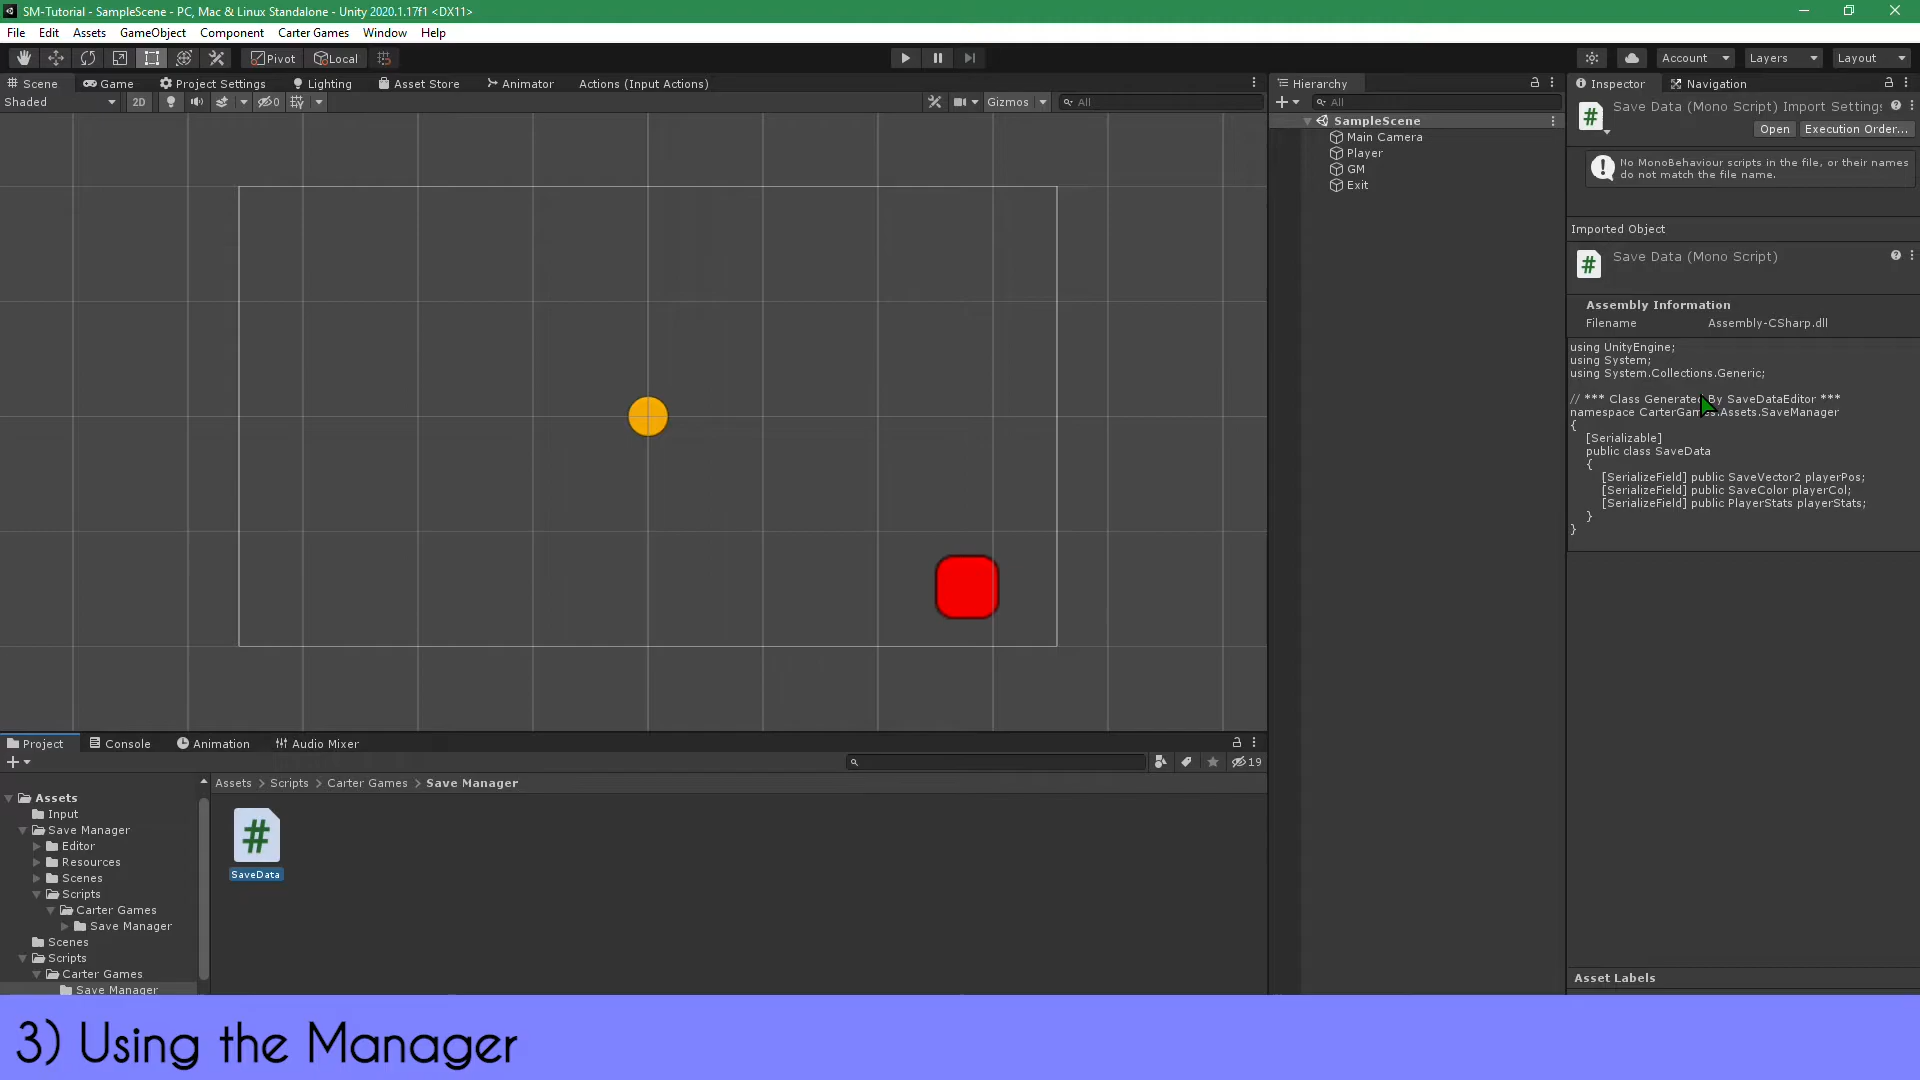 SM-Tutorial - SampleScene - PC, Mac & Linux Standalone - Unity 2020.1.17f1 <DX11>
File Edit Assets GameObject Component Carter Games Window Help
Pivot Local Account Layers Layout
Scene Game Project Settings Lighting Asset Store Animator Actions (Input Actions)
Shaded 2D 0 Gizmos All
Hierarchy
All
SampleScene
Main Camera
Player
GM
Exit
Inspector Navigation
Save Data (Mono Script) Import Settings
Open Execution Order...
No MonoBehaviour scripts in the file, or their names
do not match the file name.
Imported Object
Save Data (Mono Script)
Assembly Information
Filename Assembly-CSharp.dll
using UnityEngine;
using System;
using System.Collections.Generic;
// *** Class Generated By SaveDataEditor ***
namespace CarterGames.Assets.SaveManager
{
[Serializable]
public class SaveData
{
[SerializeField] public SaveVector2 playerPos;
[SerializeField] public SaveColor playerCol;
[SerializeField] public PlayerStats playerStats;
}
}
Asset Labels
Project Console Animation Audio Mixer
19
Assets
Input
Save Manager
Editor
Resources
Scenes
Scripts
Carter Games
Save Manager
Scenes
Scripts
Carter Games
Save Manager
Assets > Scripts > Carter Games > Save Manager
#
SaveData
3) Using the Manager